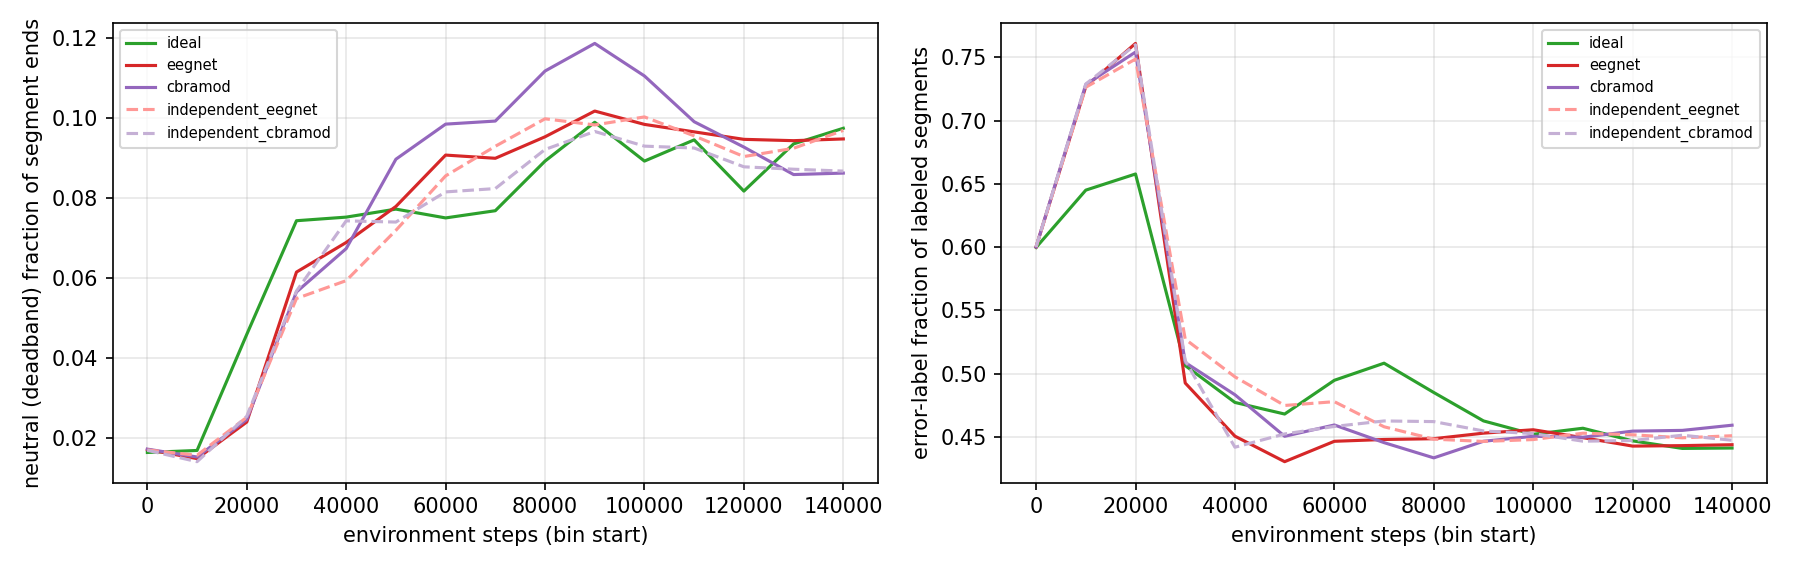 neutral (deadband) fraction of segment ends
0.12
0.10
0.08
0.06
0.04
0.02
ideal
eegnet
cbramod
independent_eegnet
independent_cbramod
0 20000 40000 60000 80000 100000 120000 140000
environment steps (bin start)
error-label fraction of labeled segments
0.75
0.70
0.65
0.60
0.55
0.50
0.45
ideal
eegnet
cbramod
independent_eegnet
independent_cbramod
0 20000 40000 60000 80000 100000 120000 140000
environment steps (bin start)